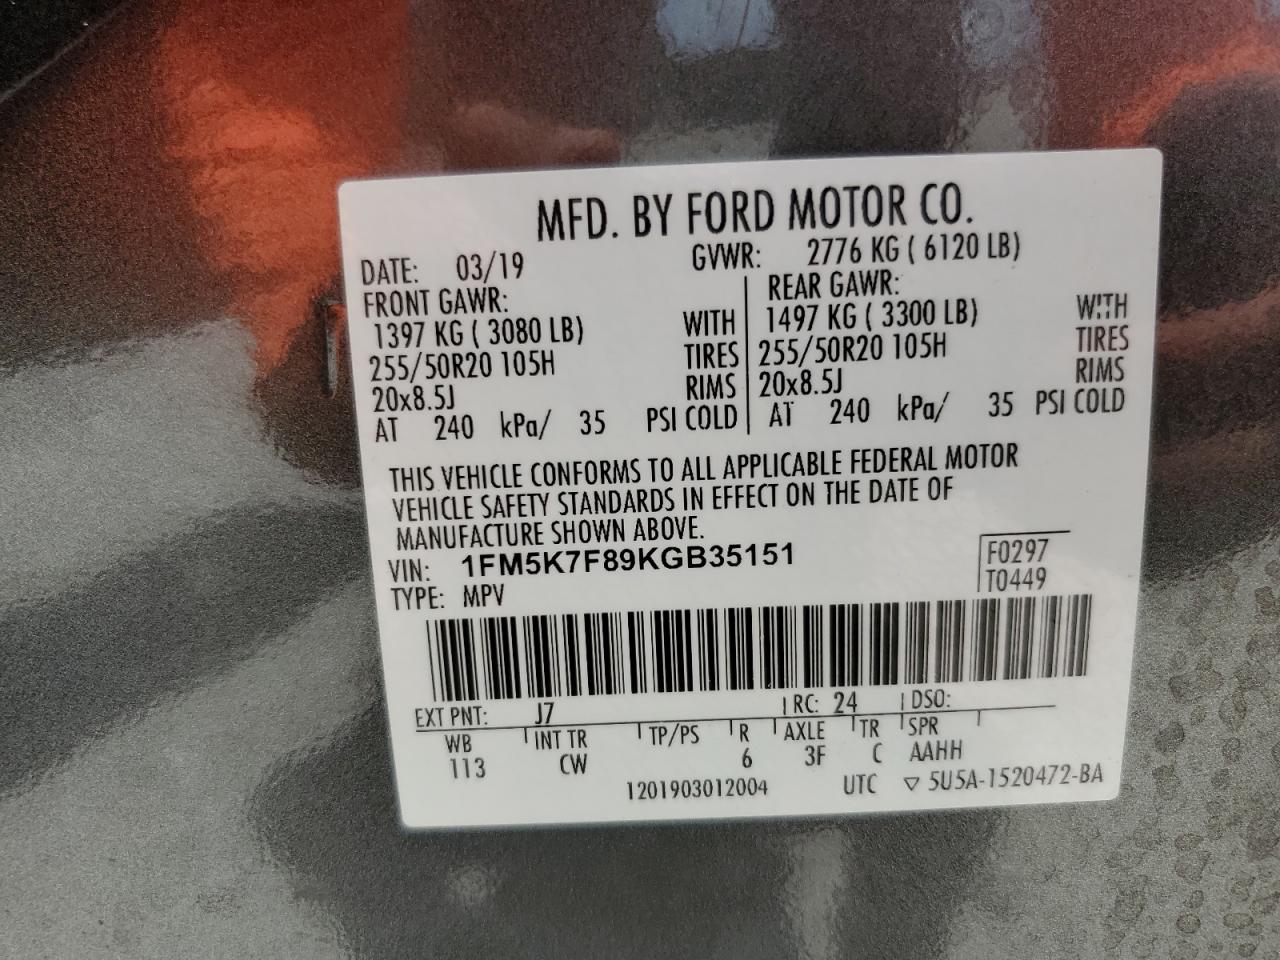 MFD. BY FORD MOTOR CO.
DATE: 03/19 GVWR: 2776 KG ( 6120 LB)
FRONT GAWR: REAR GAWR:
1397 KG ( 3080 LB) WITH 1497 KG ( 3300 LB) WITH
255/50R20 105H TIRES 255/50R20 105H TIRES
20x8.5J RIMS 20x8.5J RIMS
AT 240 kPa/ 35 PSI COLD AT 240 kPa/ 35 PSI COLD
THIS VEHICLE CONFORMS TO ALL APPLICABLE FEDERAL MOTOR
VEHICLE SAFETY STANDARDS IN EFFECT ON THE DATE OF
MANUFACTURE SHOWN ABOVE.
VIN: 1FM5K7F89KGB35151 F0297
TYPE: MPV T0449
EXT PNT: J7 RC: 24 DSO:
WB INT TR TP/PS R AXLE TR SPR
113 CW 6 3F C AAHH
1201903012004 UTC ▽ 5U5A-1520472-BA